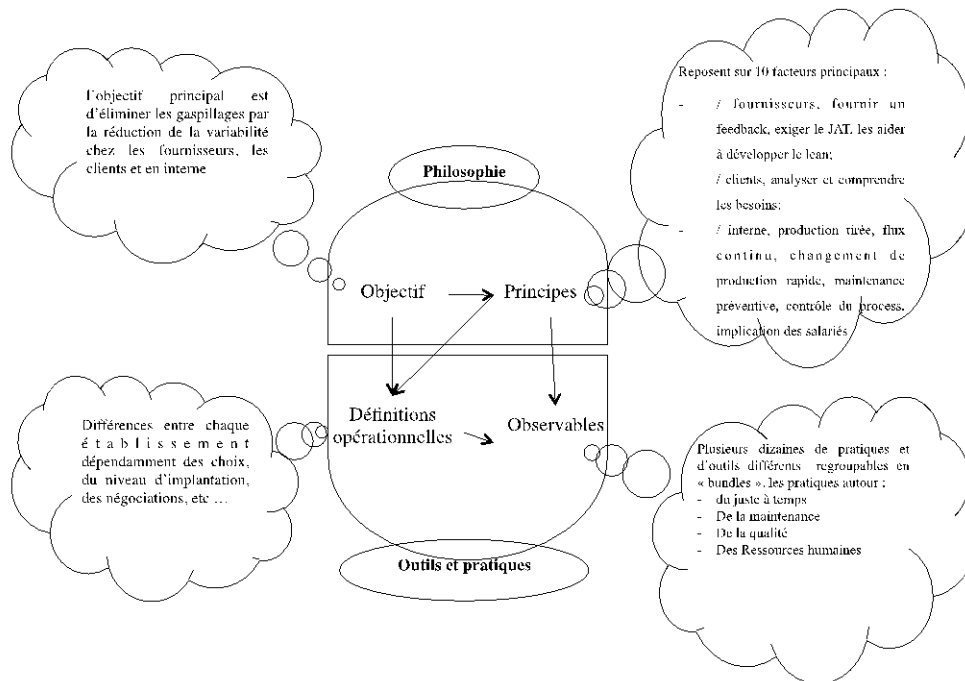 l'objectif principal est
d'éliminer les gaspillages par
la réduction de la variabilité
chez les fournisseurs, les
clients et en interne
Reposent sur 10 facteurs principaux :
- / fournisseurs, fournir un
feedback, exiger le JAT, les aider
à développer le lean;
/ clients, analyser et comprendre
les besoins;
- / interne, production tirée, flux
continu, changement de
production rapide, maintenance
préventive, contrôle du process,
implication des salariés
Philosophie
Objectif
Principes
Définitions
opérationnelles
Observables
Outils et pratiques
Différences entre chaque
établissement
dépendamment des choix,
du niveau d'implantation,
des négociations, etc …
Plusieurs dizaines de pratiques et
d'outils différents regroupables en
« bundles », les pratiques autour :
- du juste à temps
- De la maintenance
- De la qualité
- Des Ressources humaines